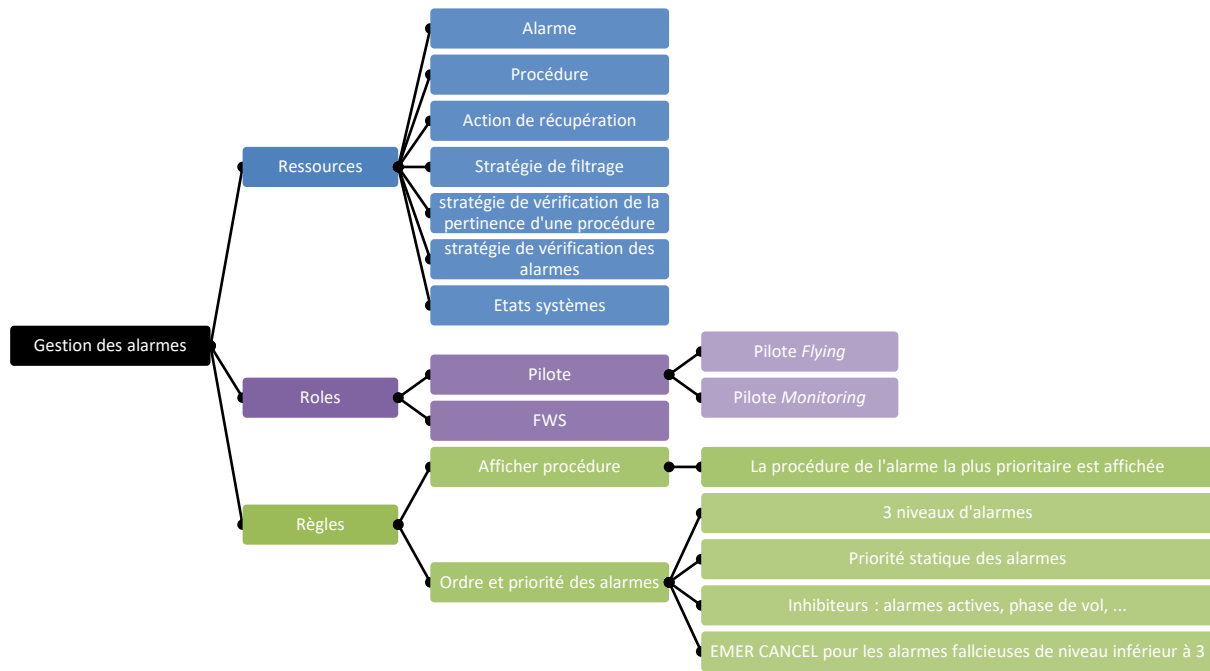 Alarme
Procédure
Action de récupération
Ressources
Stratégie de filtrage
stratégie de vérification de la
pertinence d'une procédure
stratégie de vérification des
alarmes
Etats systèmes
Gestion des alarmes
Roles
Pilote
Pilote Flying
Pilote Monitoring
FWS
Règles
Afficher procédure
La procédure de l'alarme la plus prioritaire est affichée
Ordre et priorité des alarmes
3 niveaux d'alarmes
Priorité statique des alarmes
Inhibiteurs : alarmes actives, phase de vol, ...
EMER CANCEL pour les alarmes fallcieuses de niveau inférieur à 3